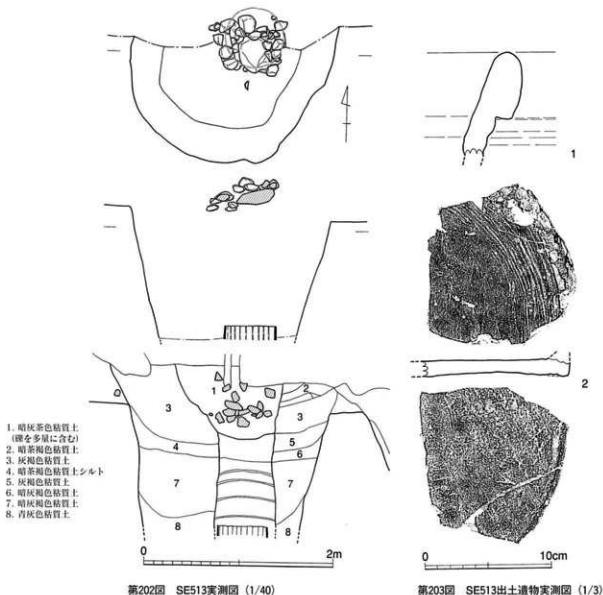 1. 暗灰茶色粘質土
(礫を多量に含む)
2. 暗茶褐色粘質土
3. 灰褐色粘質土
4. 暗茶褐色粘質土シルト
5. 灰褐色粘質土
6. 暗灰褐色粘質土
7. 暗灰褐色粘質土
8. 青灰色粘質土
1
2
3
3
4
5
6
7
7
8
8
0
2m
第202図 SE513実測図 (1/40)
1
2
0
10cm
第203図 SE513出土遺物実測図 (1/3)